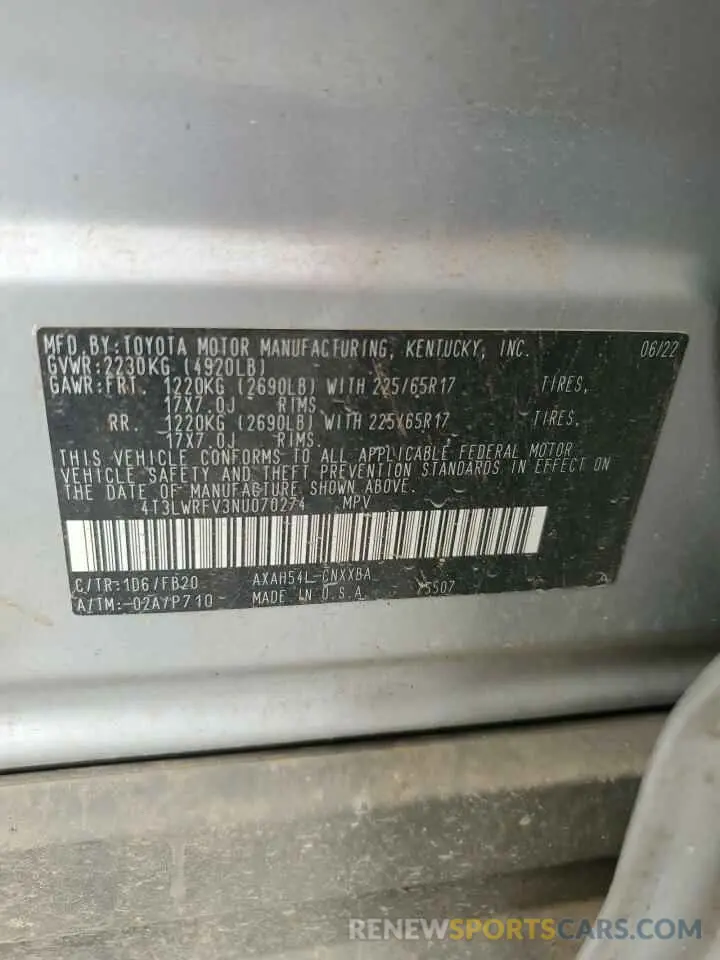 MFD.BY:TOYOTA MOTOR MANUFACTURING, KENTUCKY, INC. 06/22
GVWR:2230KG (4920LB)
GAWR:FRT. 1220KG (2690LB) WITH 225/65R17 TIRES,
17X7.0J RIMS
RR. 1220KG (2690LB) WITH 225/65R17 TIRES,
17X7.0J RIMS.
THIS VEHICLE CONFORMS TO ALL APPLICABLE FEDERAL MOTOR
VEHICLE SAFETY AND THEFT PREVENTION STANDARDS IN EFFECT ON
THE DATE OF MANUFACTURE SHOWN ABOVE.
4T3LWRFV3NU070274 MPV
C/TR:1D6/FB20 AXAH54L-CNXXBA
A/TM:-02A/P710 MADE IN U.S.A. Y5507
RENEWSPORTSCARS.COM